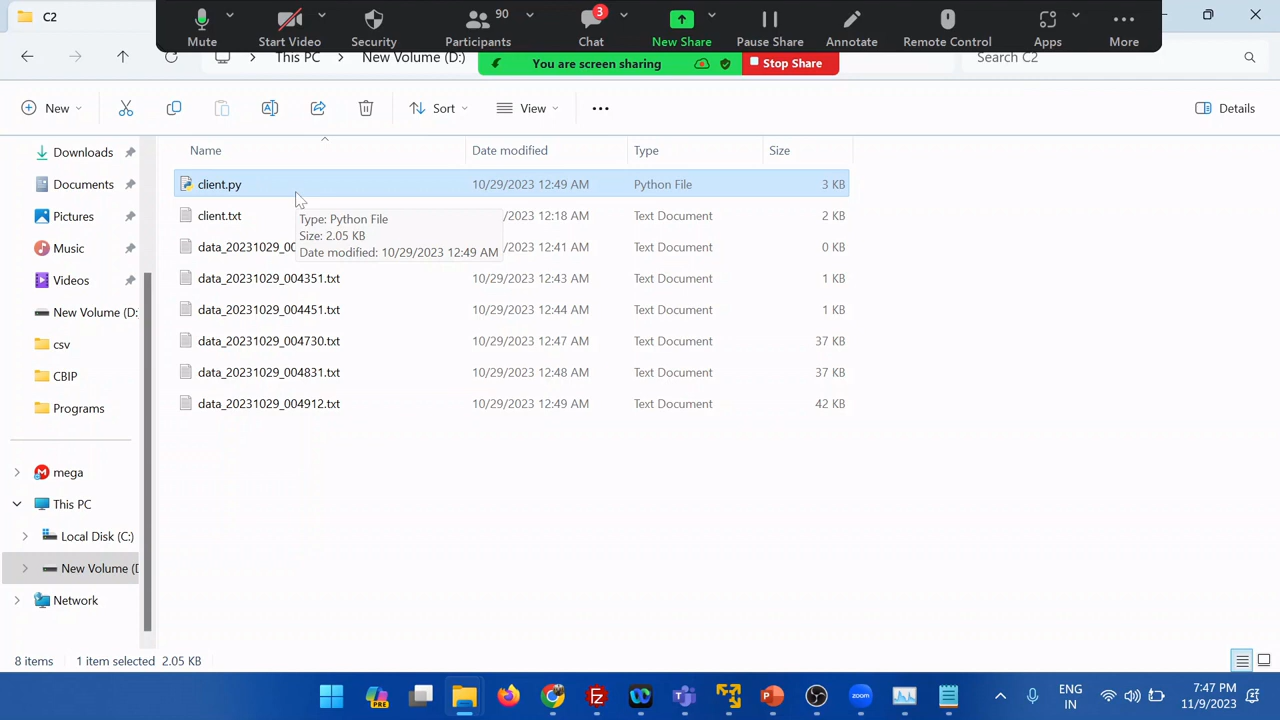 C2
90
3
Mute
Start Video
Security
Participants
Chat
New Share
Pause Share
Annotate
Remote Control
Apps
More
This PC
New Volume (D:)
You are screen sharing
Stop Share
Search C2
New
Sort
View
Details
Downloads
Documents
Pictures
Music
Videos
New Volume (D:
csv
CBIP
Programs
mega
This PC
Local Disk (C:)
New Volume (D
Network
Name
Date modified
Type
Size
client.py
10/29/2023 12:49 AM
Python File
3 KB
client.txt
/2023 12:18 AM
Text Document
2 KB
data_20231029_00
/2023 12:41 AM
Text Document
0 KB
data_20231029_004351.txt
10/29/2023 12:43 AM
Text Document
1 KB
data_20231029_004451.txt
10/29/2023 12:44 AM
Text Document
1 KB
data_20231029_004730.txt
10/29/2023 12:47 AM
Text Document
37 KB
data_20231029_004831.txt
10/29/2023 12:48 AM
Text Document
37 KB
data_20231029_004912.txt
10/29/2023 12:49 AM
Text Document
42 KB
Type: Python File
Size: 2.05 KB
Date modified: 10/29/2023 12:49 AM
8 items
1 item selected 2.05 KB
PRE
zoom
ENG
IN
7:47 PM
11/9/2023